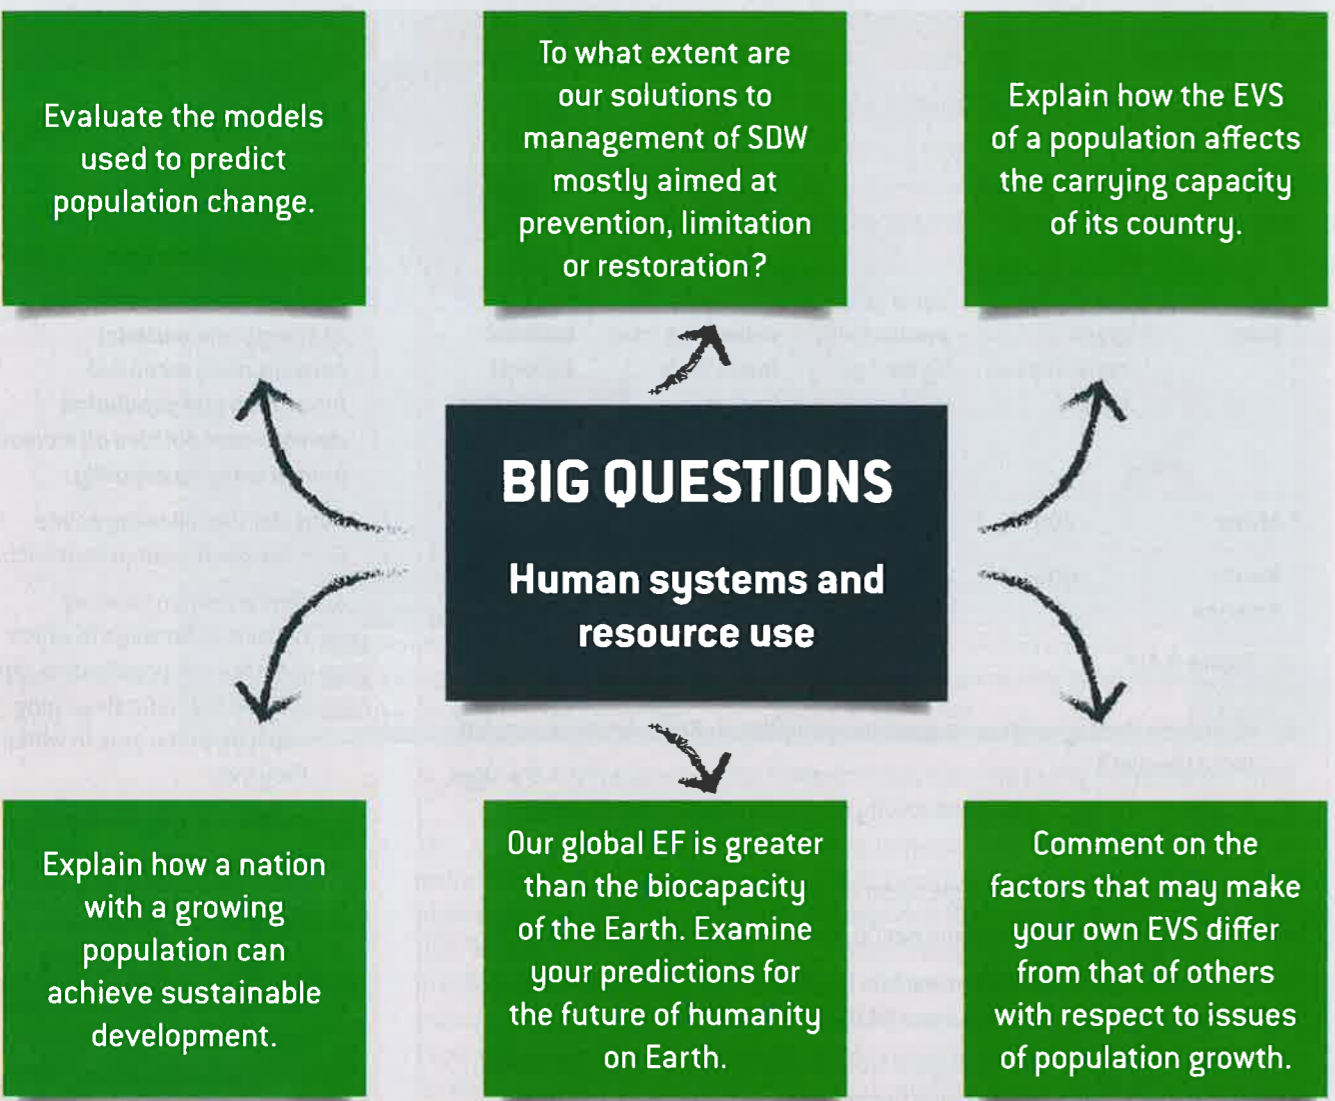 Evaluate the models
used to predict
population change.
To what extent are
our solutions to
management of SDW
mostly aimed at
prevention, limitation
or restoration?
Explain how the EVS
of a population affects
the carrying capacity
of its country.
BIG QUESTIONS
Human systems and
resource use
Explain how a nation
with a growing
population can
achieve sustainable
development.
Our global EF is greater
than the biocapacity
of the Earth. Examine
your predictions for
the future of humanity
on Earth.
Comment on the
factors that may make
your own EVS differ
from that of others
with respect to issues
of population growth.